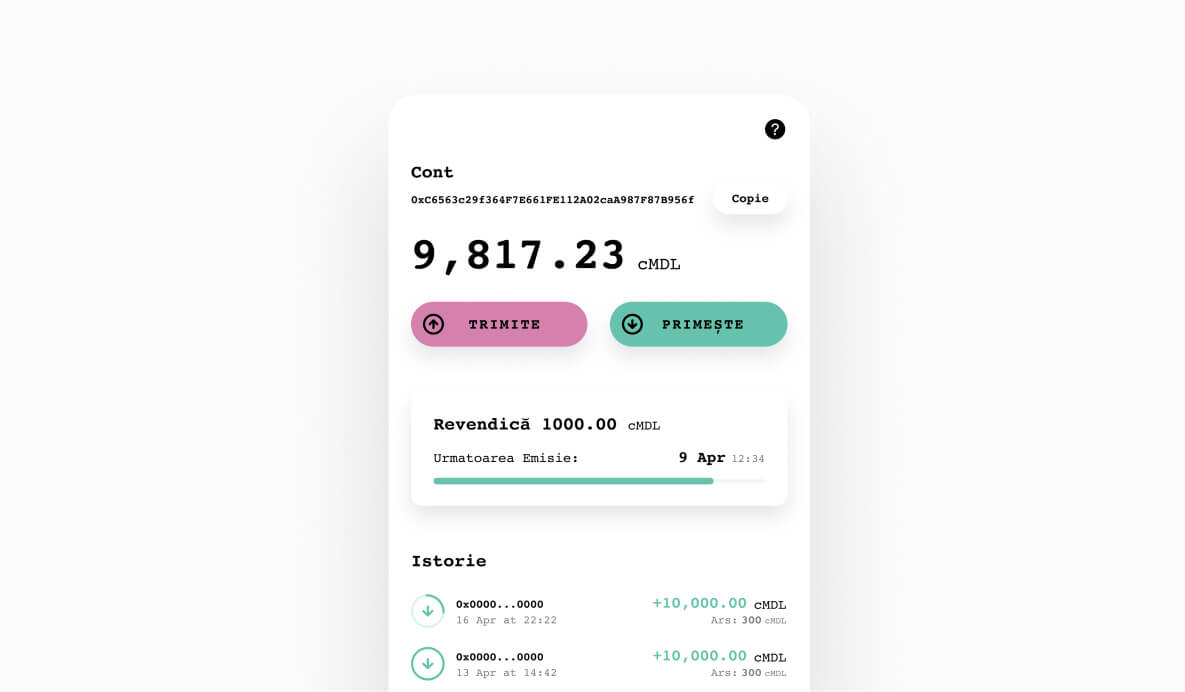 ?
Cont
0xC6563c29f364F7E661FE112A02caA987F87B956f Copie
9,817.23 cMDL
TRIMITE PRIMEȘTE
Revendică 1000.00 cMDL
Urmatoarea Emisie: 9 Apr 12:34
Istorie
0x0000...0000 +10,000.00 cMDL
16 Apr at 22:22 Ars: 300 cMDL
0x0000...0000 +10,000.00 cMDL
13 Apr at 14:42 Ars: 300 cMDL